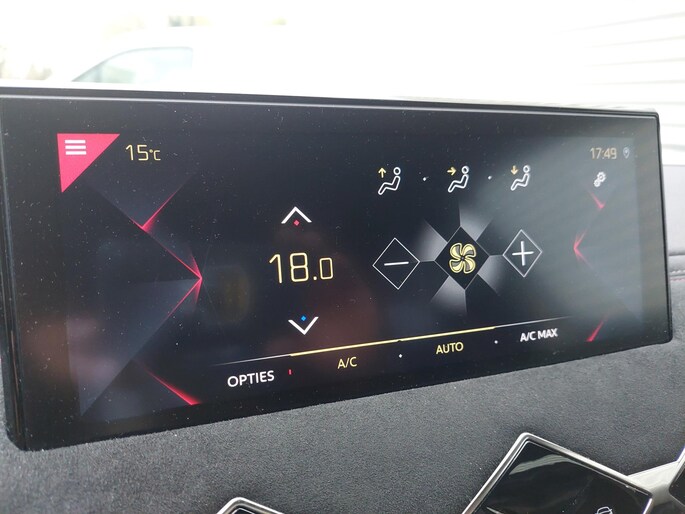 15°C
17:49
18.0
OPTIES
A/C
AUTO
A/C MAX